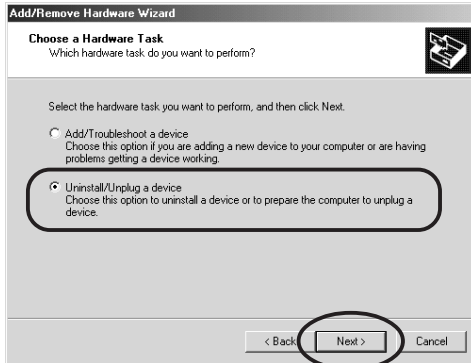 Add/Remove Hardware Wizard
Choose a Hardware Task
Which hardware task do you want to perform?
Select the hardware task you want to perform, and then click Next.
Add/Troubleshoot a device
Choose this option if you are adding a new device to your computer or are having
problems getting a device working.
Uninstall/Unplug a device
Choose this option to uninstall a device or to prepare the computer to unplug a
device.
< Back
Next >
Cancel